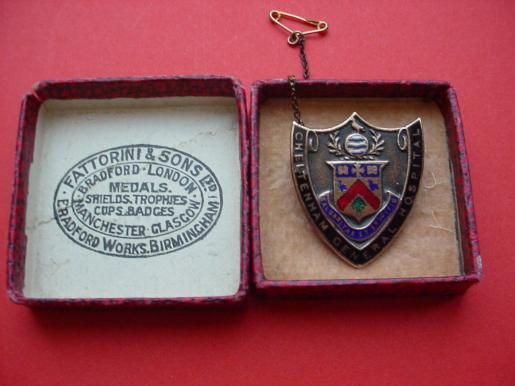 FATTORINI & SONS LTD
BRADFORD · LONDON
MEDALS.
SHIELDS, TROPHIES
CUPS, BADGES
MANCHESTER · GLASGOW
BRADFORD WORKS. BIRMINGHAM
CHELTENHAM GENERAL HOSPITAL